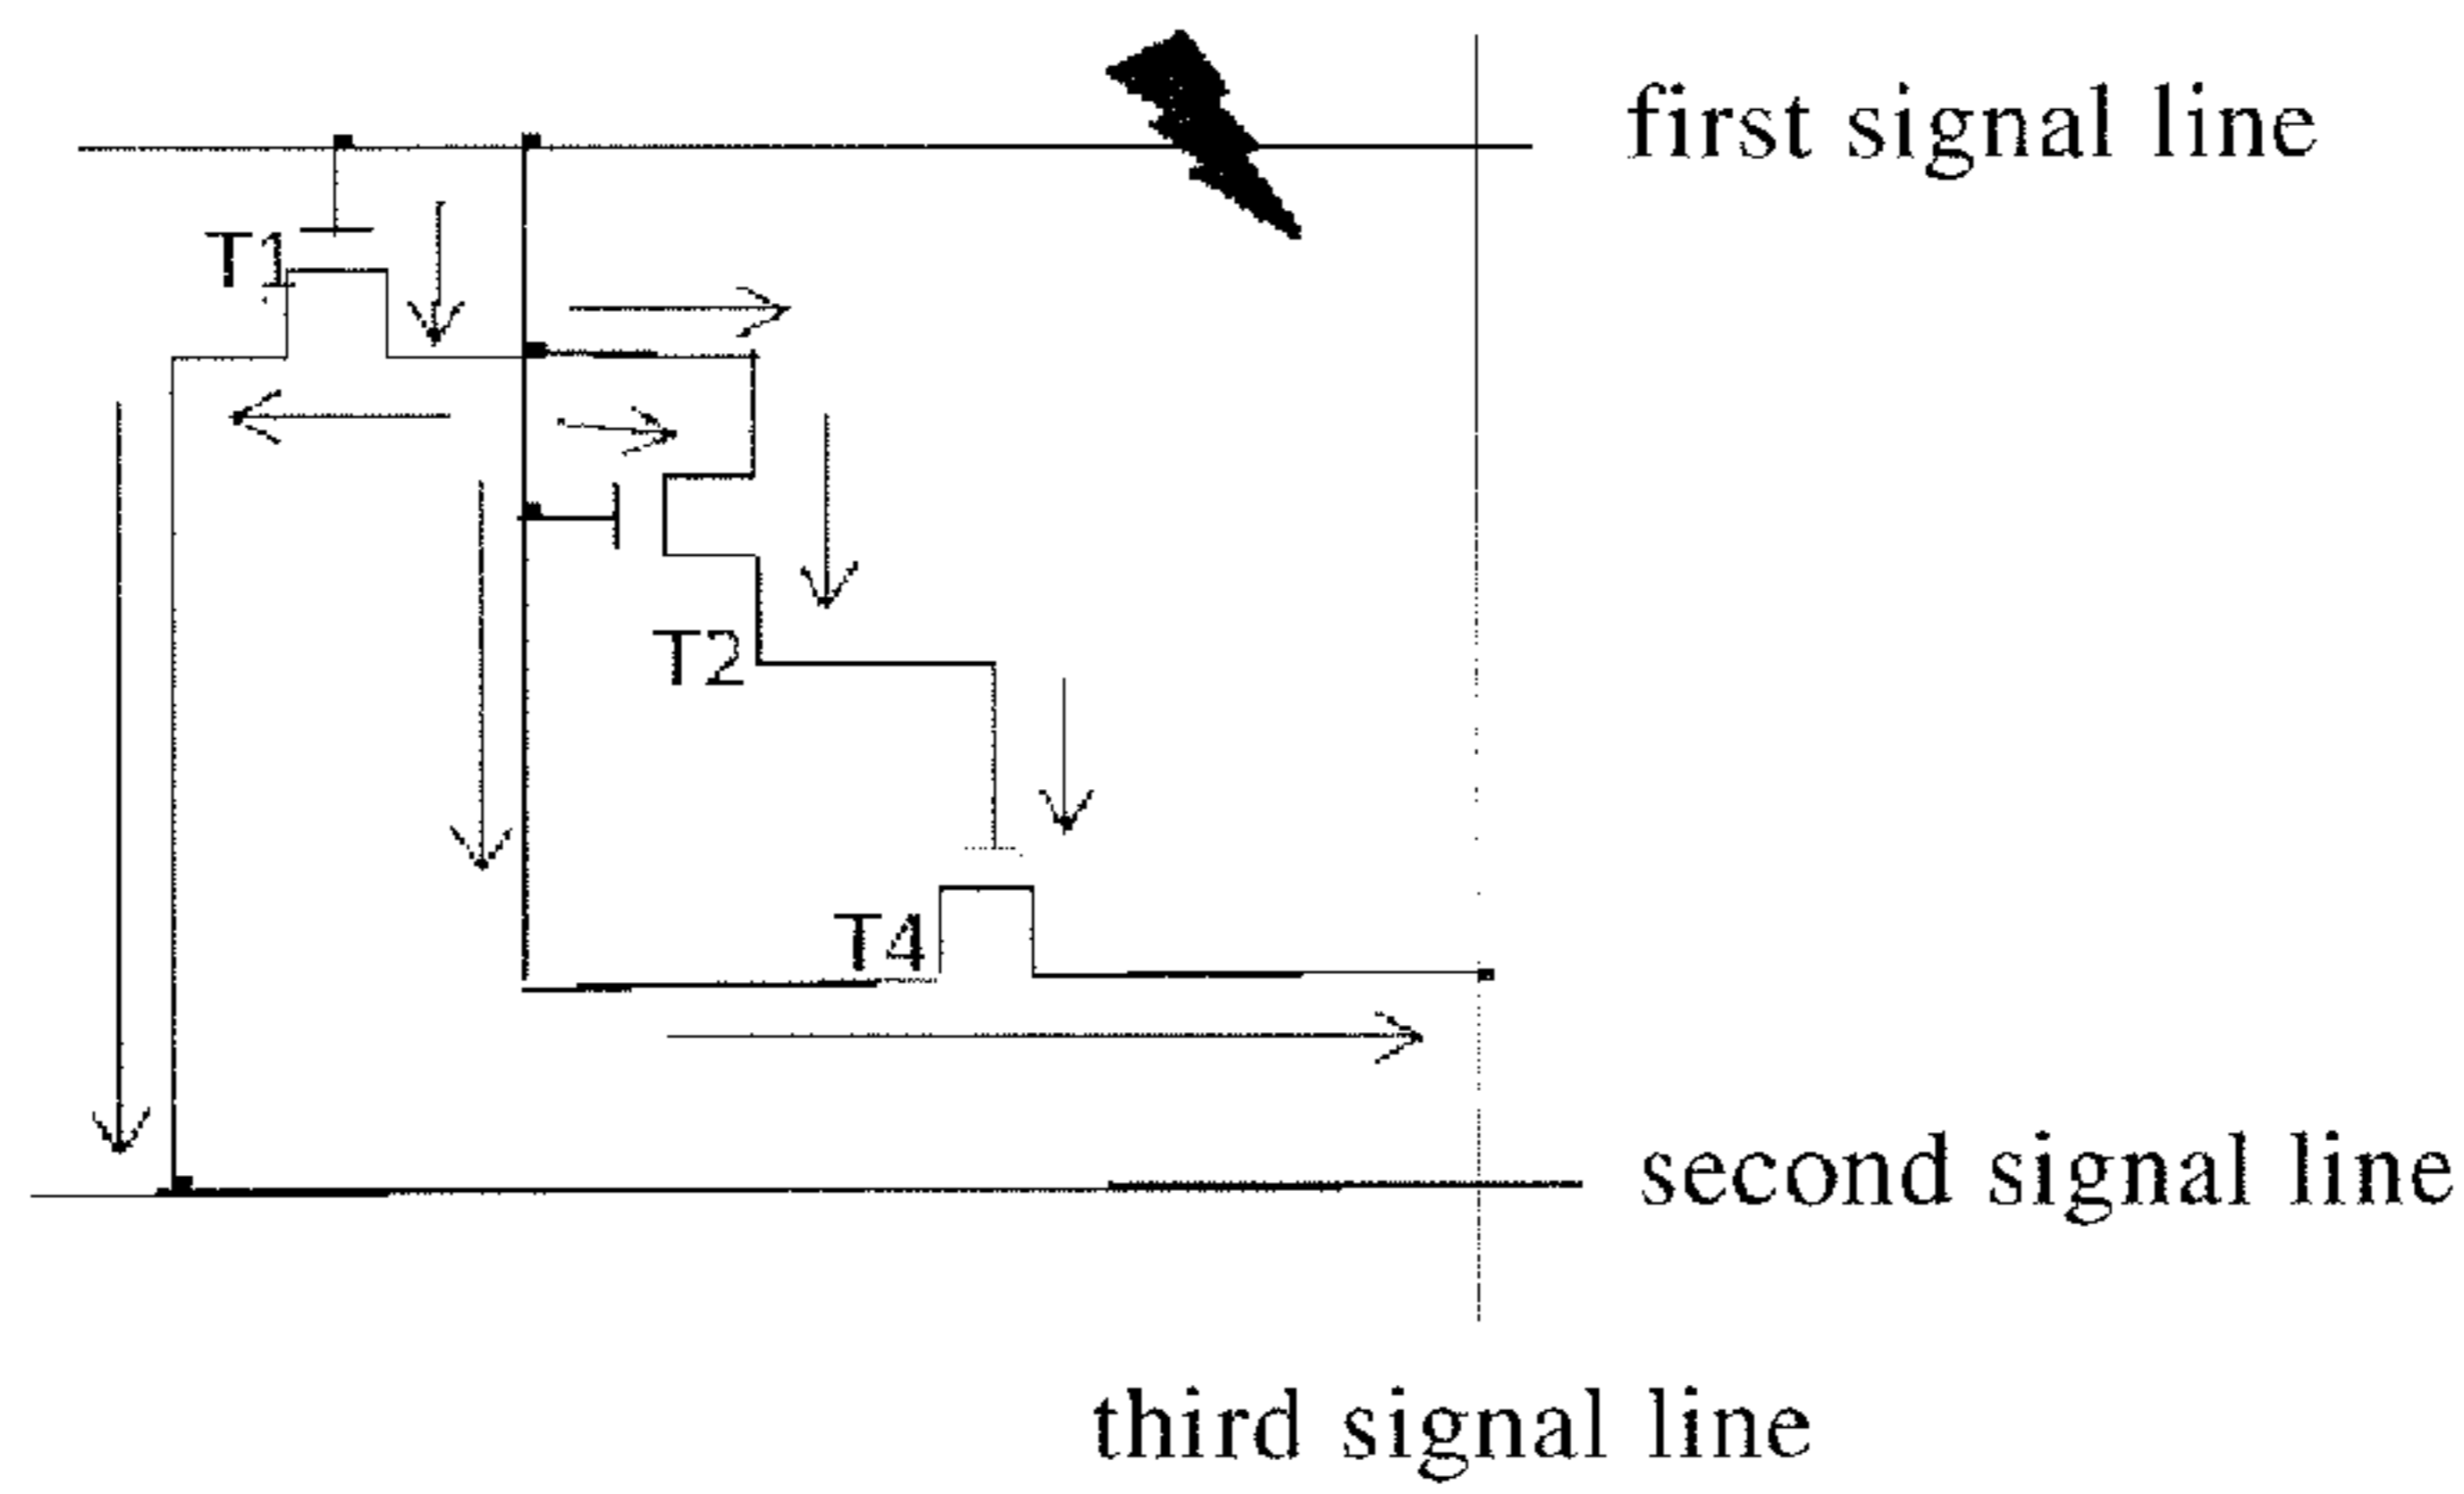 first signal line
T1
T2
T4
second signal line
third signal line